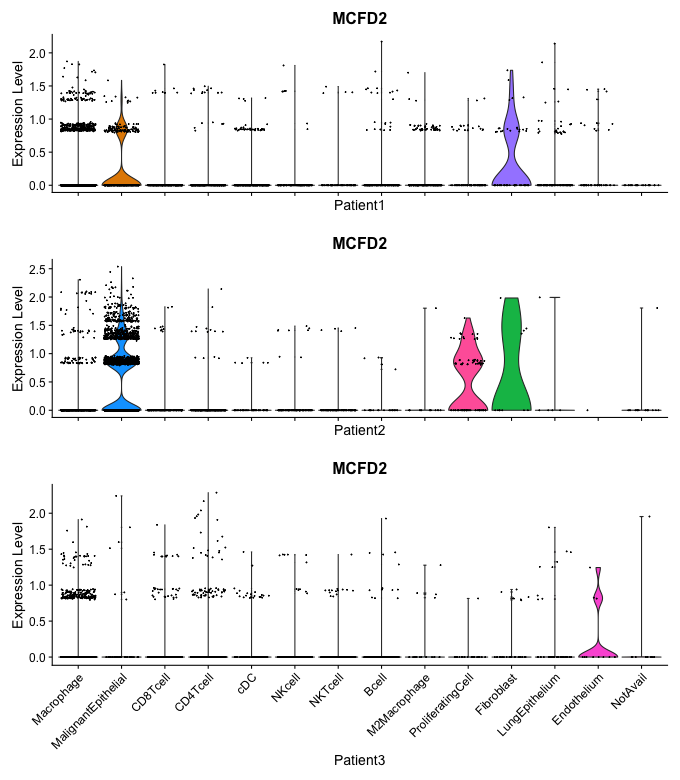 MCFD2
Expression Level
2.0
1.5
1.0
0.5
0.0
Patient1
MCFD2
Expression Level
2.5
2.0
1.5
1.0
0.5
0.0
Patient2
MCFD2
Expression Level
2.0
1.5
1.0
0.5
0.0
Macrophage
MalignantEpithelial
CD8Tcell
CD4Tcell
cDC
NKcell
NKTcell
Bcell
M2Macrophage
ProliferatingCell
Fibroblast
LungEpithelium
Endothelium
NotAvail
Patient3